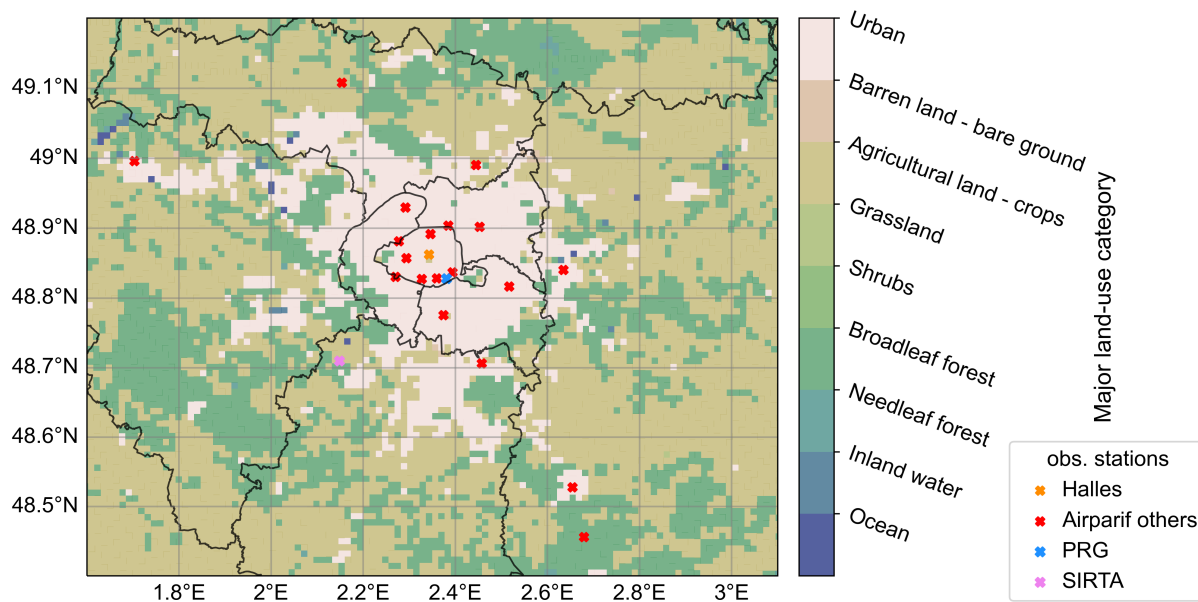 49.1°N
49°N
48.9°N
48.8°N
48.7°N
48.6°N
48.5°N
1.8°E
2°E
2.2°E
2.4°E
2.6°E
2.8°E
3°E
Urban
Barren land - bare ground
Agricultural land - crops
Grassland
Shrubs
Broadleaf forest
Needleaf forest
Inland water
Ocean
Major land-use category
obs. stations
Halles
Airparif others
PRG
SIRTA